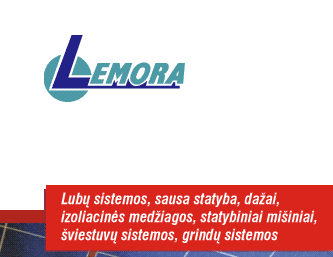 LEMORA
Lubų sistemos, sausa statyba, dažai,
izoliacinės medžiagos, statybiniai mišiniai,
šviestuvų sistemos, grindų sistemos